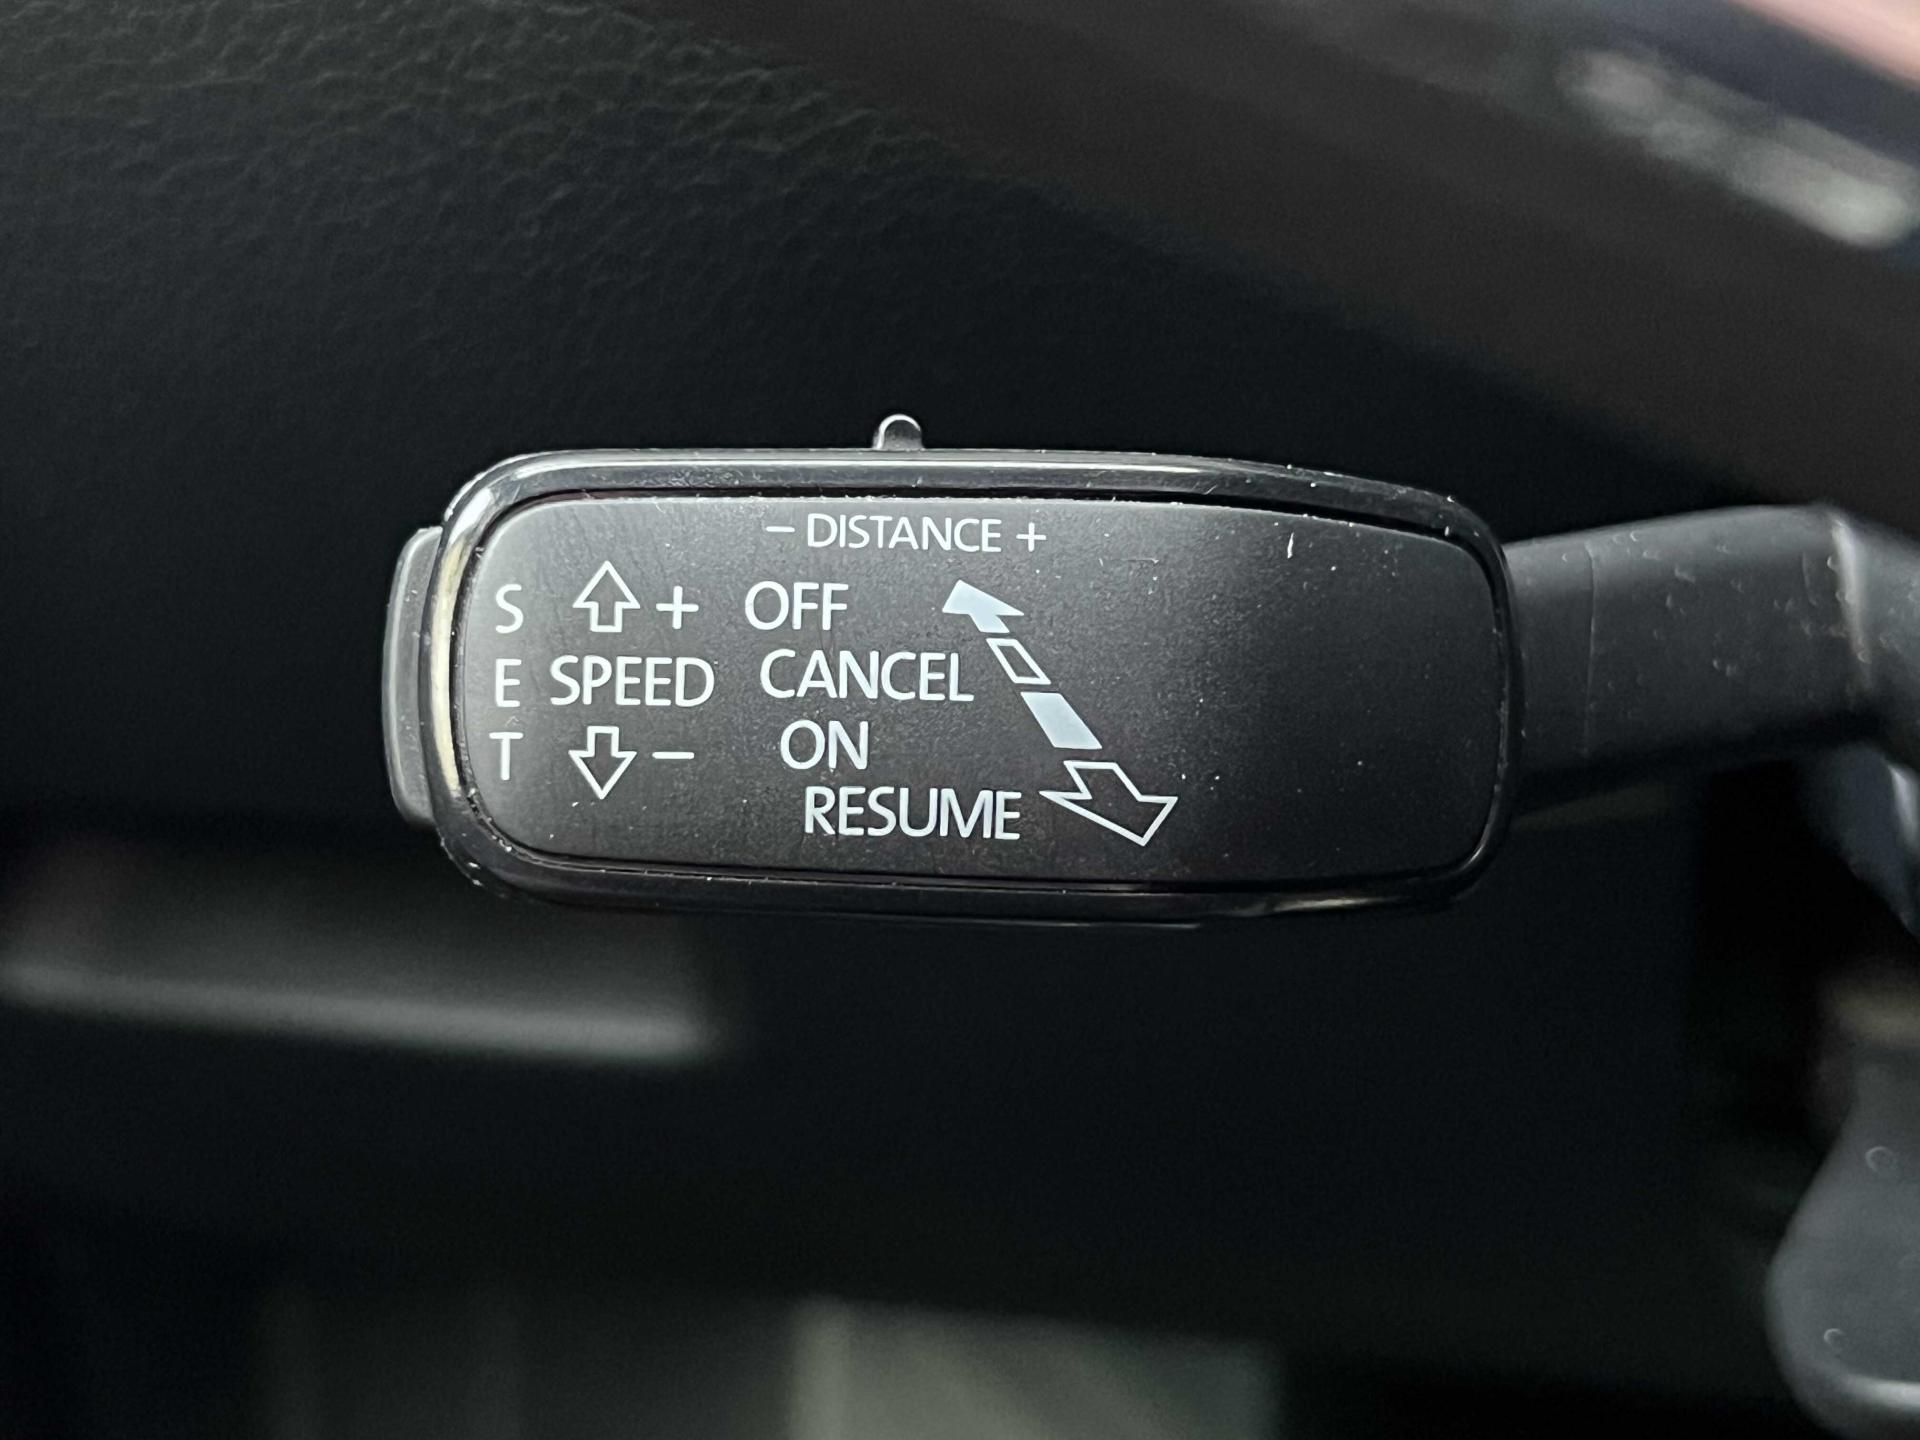 − DISTANCE +
S + OFF
E SPEED CANCEL
T − ON
RESUME